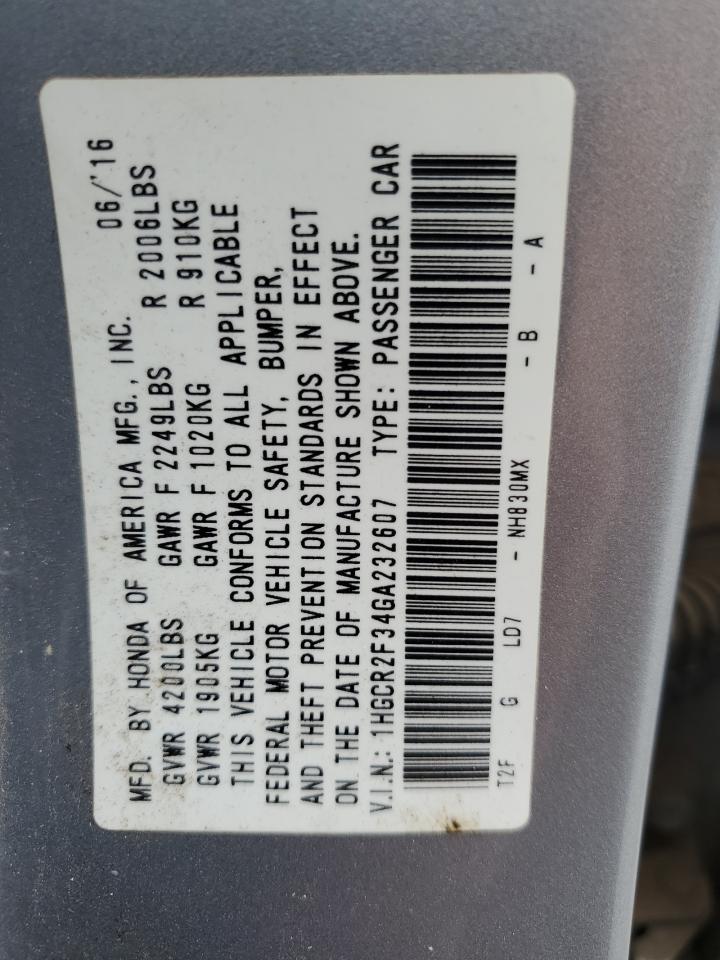 MFD. BY HONDA OF AMERICA MFG., INC. 06/'16
GVWR 4200LBS GAWR F 2249LBS R 2006LBS
GVWR 1905KG GAWR F 1020KG R 910KG
THIS VEHICLE CONFORMS TO ALL APPLICABLE
FEDERAL MOTOR VEHICLE SAFETY, BUMPER,
AND THEFT PREVENTION STANDARDS IN EFFECT
ON THE DATE OF MANUFACTURE SHOWN ABOVE.
V.I.N.: 1HGCR2F34GA232607 TYPE: PASSENGER CAR
T2F G LD7 - NH830MX - B - A